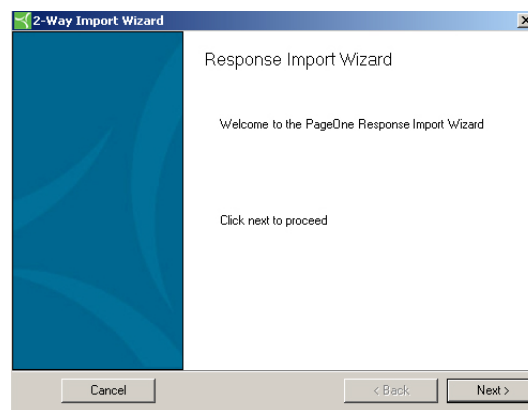 2-Way Import Wizard
Response Import Wizard
Welcome to the PageOne Response Import Wizard
Click next to proceed
Cancel
< Back
Next >